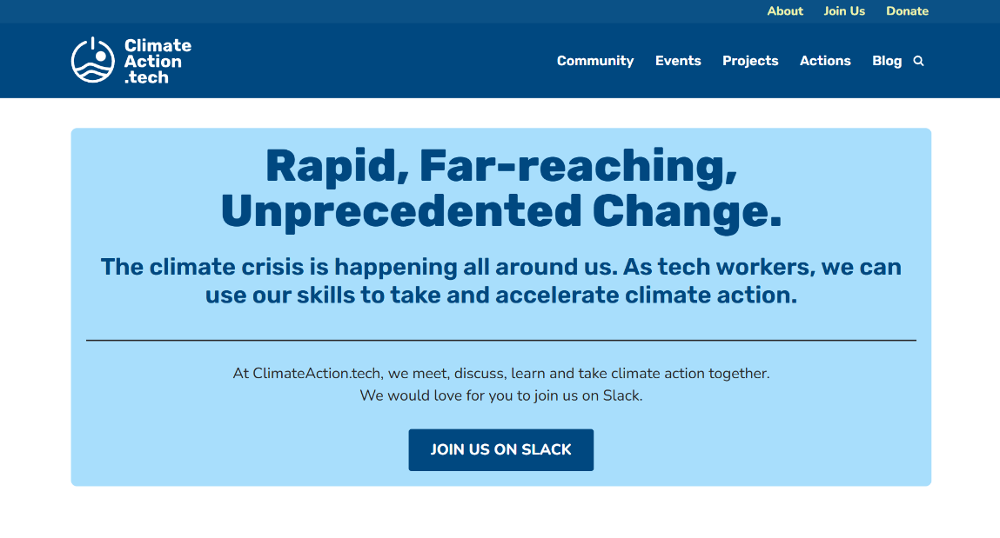 About Join Us Donate
Climate
Action
.tech
Community Events Projects Actions Blog
Rapid, Far-reaching,
Unprecedented Change.
The climate crisis is happening all around us. As tech workers, we can
use our skills to take and accelerate climate action.
At ClimateAction.tech, we meet, discuss, learn and take climate action together.
We would love for you to join us on Slack.
JOIN US ON SLACK